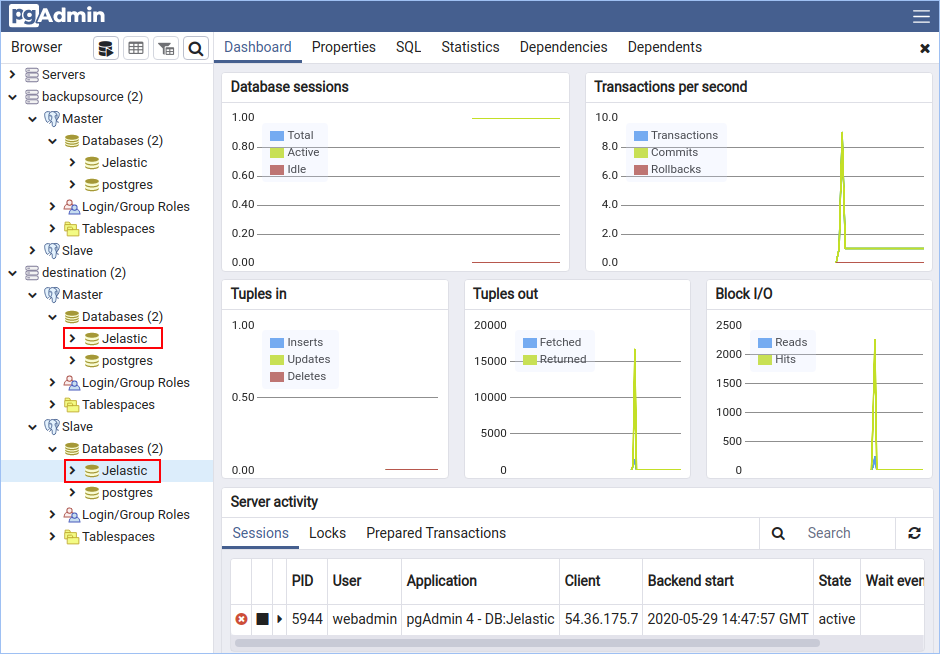 pgAdmin
Browser
Dashboard Properties SQL Statistics Dependencies Dependents
Servers
backupsource (2)
Master
Databases (2)
Jelastic
postgres
Login/Group Roles
Tablespaces
Slave
destination (2)
Master
Databases (2)
Jelastic
postgres
Login/Group Roles
Tablespaces
Slave
Databases (2)
Jelastic
postgres
Login/Group Roles
Tablespaces
Database sessions
1.00
0.80
0.60
0.40
0.20
0.00
Total
Active
Idle
Transactions per second
10.0
8.0
6.0
4.0
2.0
0.0
Transactions
Commits
Rollbacks
Tuples in
1.00
0.50
0.00
Inserts
Updates
Deletes
Tuples out
20000
15000
10000
5000
0
Fetched
Returned
Block I/O
2500
2000
1500
1000
500
0
Reads
Hits
Server activity
Sessions Locks Prepared Transactions Search
PID User Application Client Backend start State Wait even
5944 webadmin pgAdmin 4 - DB:Jelastic 54.36.175.7 2020-05-29 14:47:57 GMT active